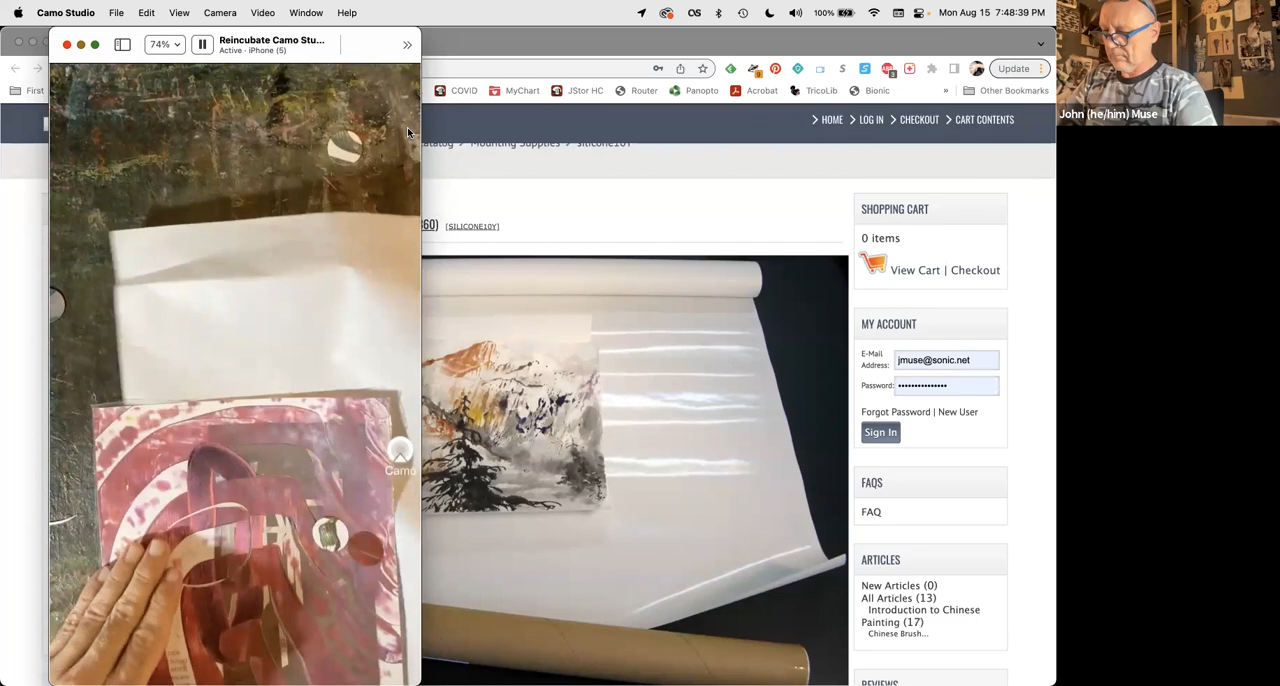 Camo Studio File Edit View Camera Video Window Help 100% Mon Aug 15 7:48:39 PM
74% Reincubate Camo Stu...
Active · iPhone (5)
Update
First COVID MyChart JStor HC Router Panopto Acrobat TricoLib Bionic » Other Bookmarks
HOME LOG IN CHECKOUT CART CONTENTS
John (he/him) Muse
atalog > Mounting Supplies > silicone10Y
60) [SILICONE10Y]
SHOPPING CART
0 items
View Cart | Checkout
MY ACCOUNT
E-Mail
Address: jmuse@sonic.net
Password: •••••••••••••••
Forgot Password | New User
Sign In
Camo
FAQS
FAQ
ARTICLES
New Articles (0)
All Articles (13)
Introduction to Chinese
Painting (17)
Chinese Brush...
REVIEWS